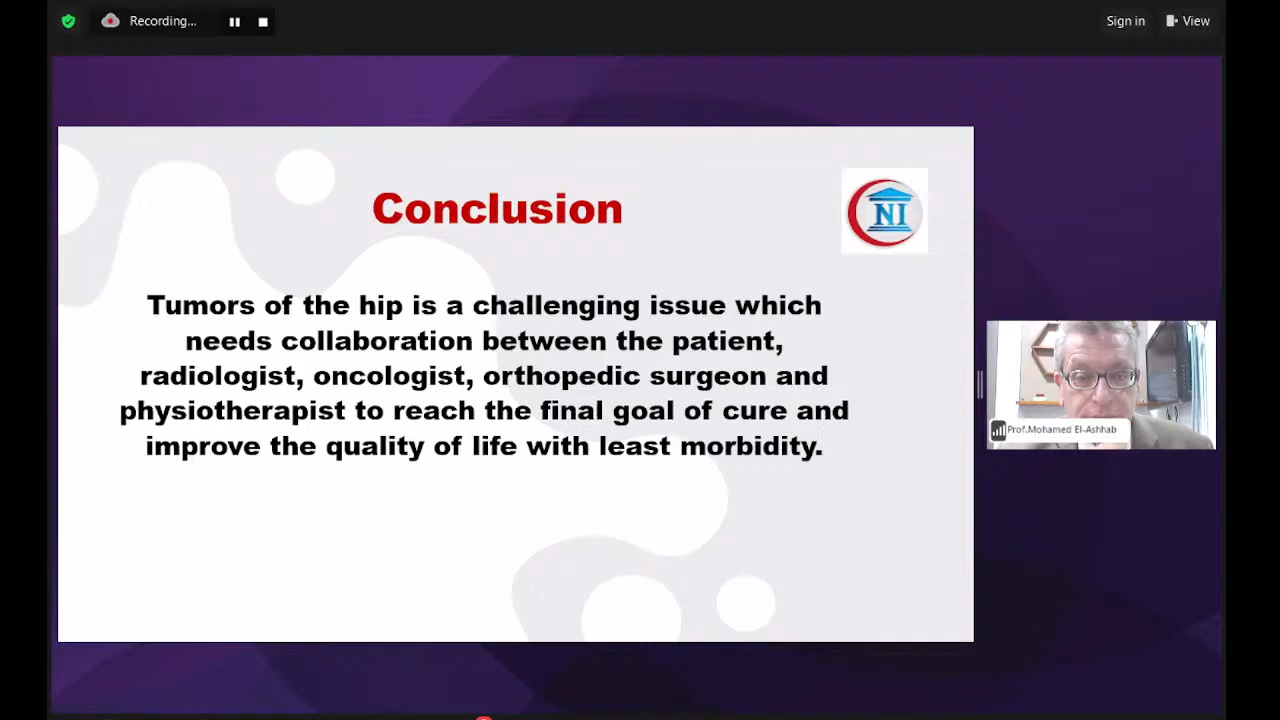 Recording...
Sign in
View
Conclusion
NI
Tumors of the hip is a challenging issue which
needs collaboration between the patient,
radiologist, oncologist, orthopedic surgeon and
physiotherapist to reach the final goal of cure and
improve the quality of life with least morbidity.
Prof.Mohamed El-Ashhab